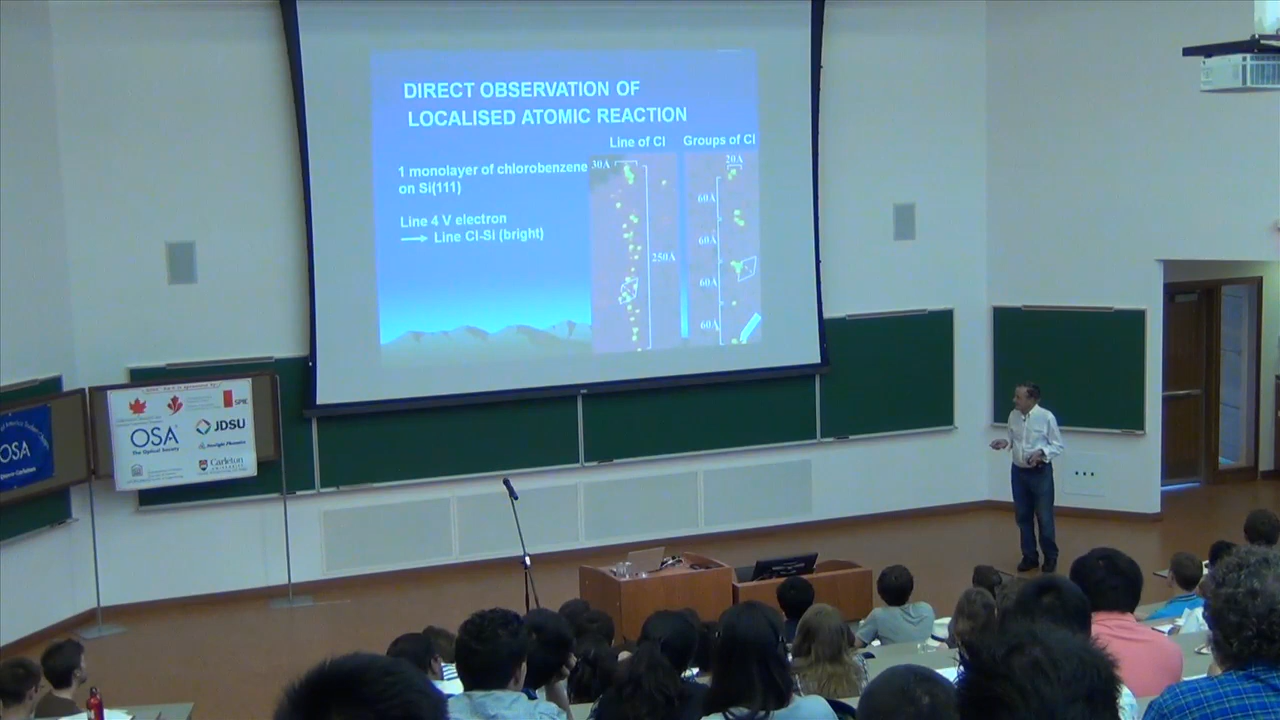 DIRECT OBSERVATION OF
LOCALISED ATOMIC REACTION
Line of Cl
Groups of Cl
1 monolayer of chlorobenzene
on Si{111}
Line 4 V electron
Line Cl-Si (bright)
30Å
250Å
20Å
60Å
60Å
60Å
60Å
OSA
OSA
The Optical Society
SPIE
JDSU
Carleton
UNIVERSITY